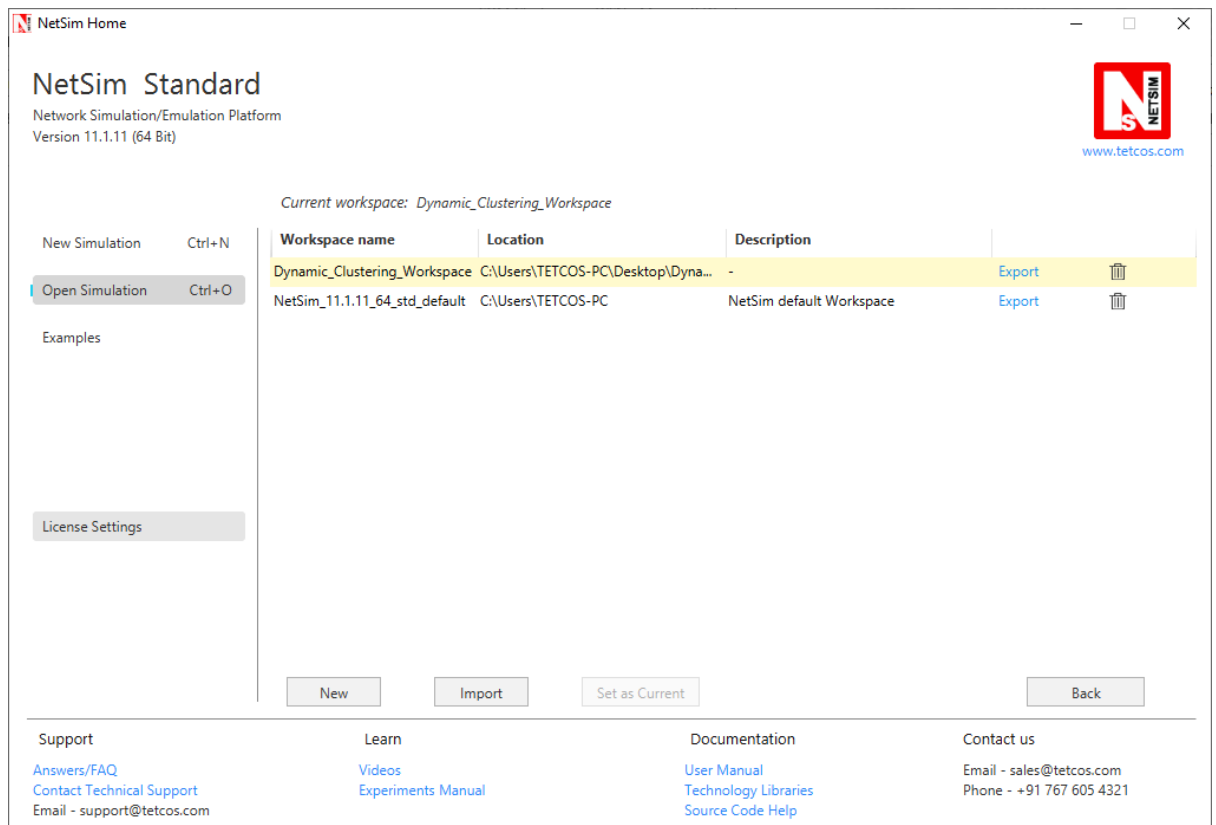 NetSim Home
NetSim Standard
Network Simulation/Emulation Platform
Version 11.1.11 (64 Bit)
N
S
NETSIM
www.tetcos.com
Current workspace: Dynamic_Clustering_Workspace
New Simulation Ctrl+N
Open Simulation Ctrl+O
Examples
License Settings
Workspace name Location Description
Dynamic_Clustering_Workspace C:\Users\TETCOS-PC\Desktop\Dyna... - Export
NetSim_11.1.11_64_std_default C:\Users\TETCOS-PC NetSim default Workspace Export
New Import Set as Current Back
Support
Answers/FAQ
Contact Technical Support
Email - support@tetcos.com
Learn
Videos
Experiments Manual
Documentation
User Manual
Technology Libraries
Source Code Help
Contact us
Email - sales@tetcos.com
Phone - +91 767 605 4321